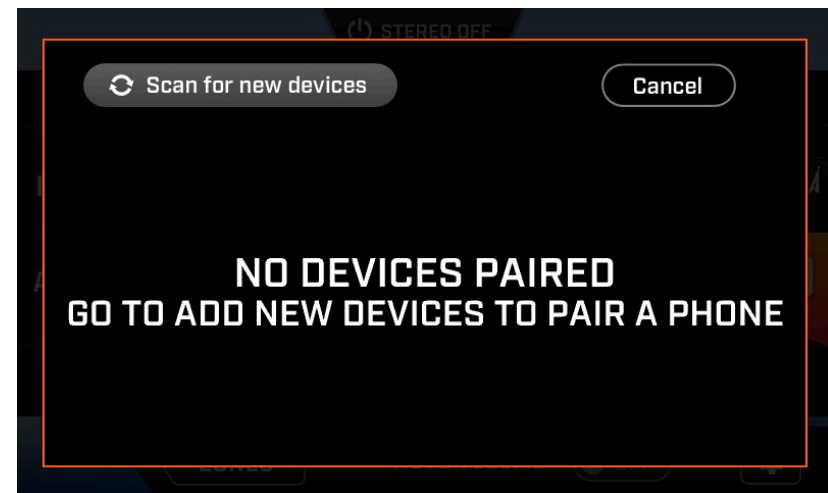 STEREO OFF
Scan for new devices
Cancel
NO DEVICES PAIRED
GO TO ADD NEW DEVICES TO PAIR A PHONE